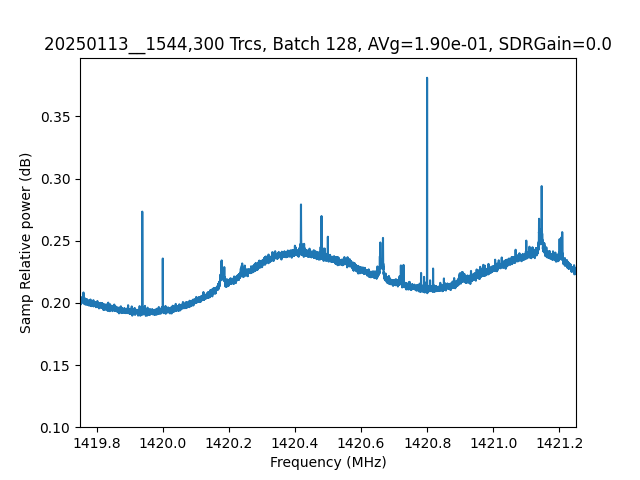 20250113__1544,300 Trcs, Batch 128, AVg=1.90e-01, SDRGain=0.0
Samp Relative power (dB)
0.35
0.30
0.25
0.20
0.15
0.10
1419.8 1420.0 1420.2 1420.4 1420.6 1420.8 1421.0 1421.2
Frequency (MHz)